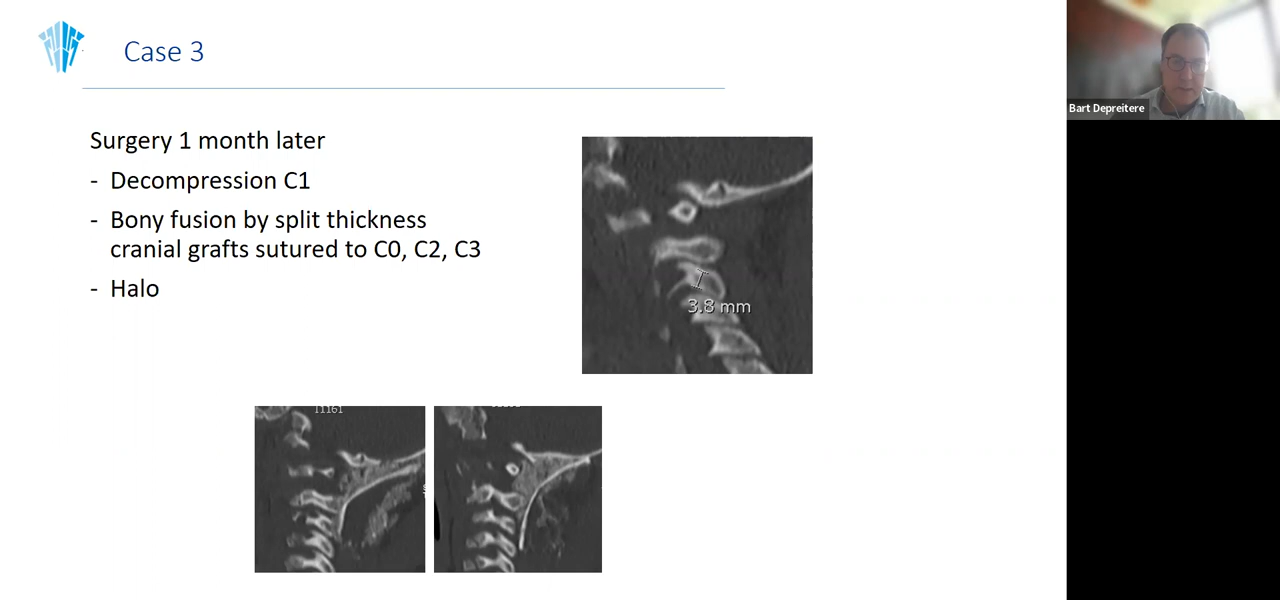 Case 3
Bart Depreitere
Surgery 1 month later
- Decompression C1
- Bony fusion by split thickness
cranial grafts sutured to C0, C2, C3
- Halo
3.8 mm
11161